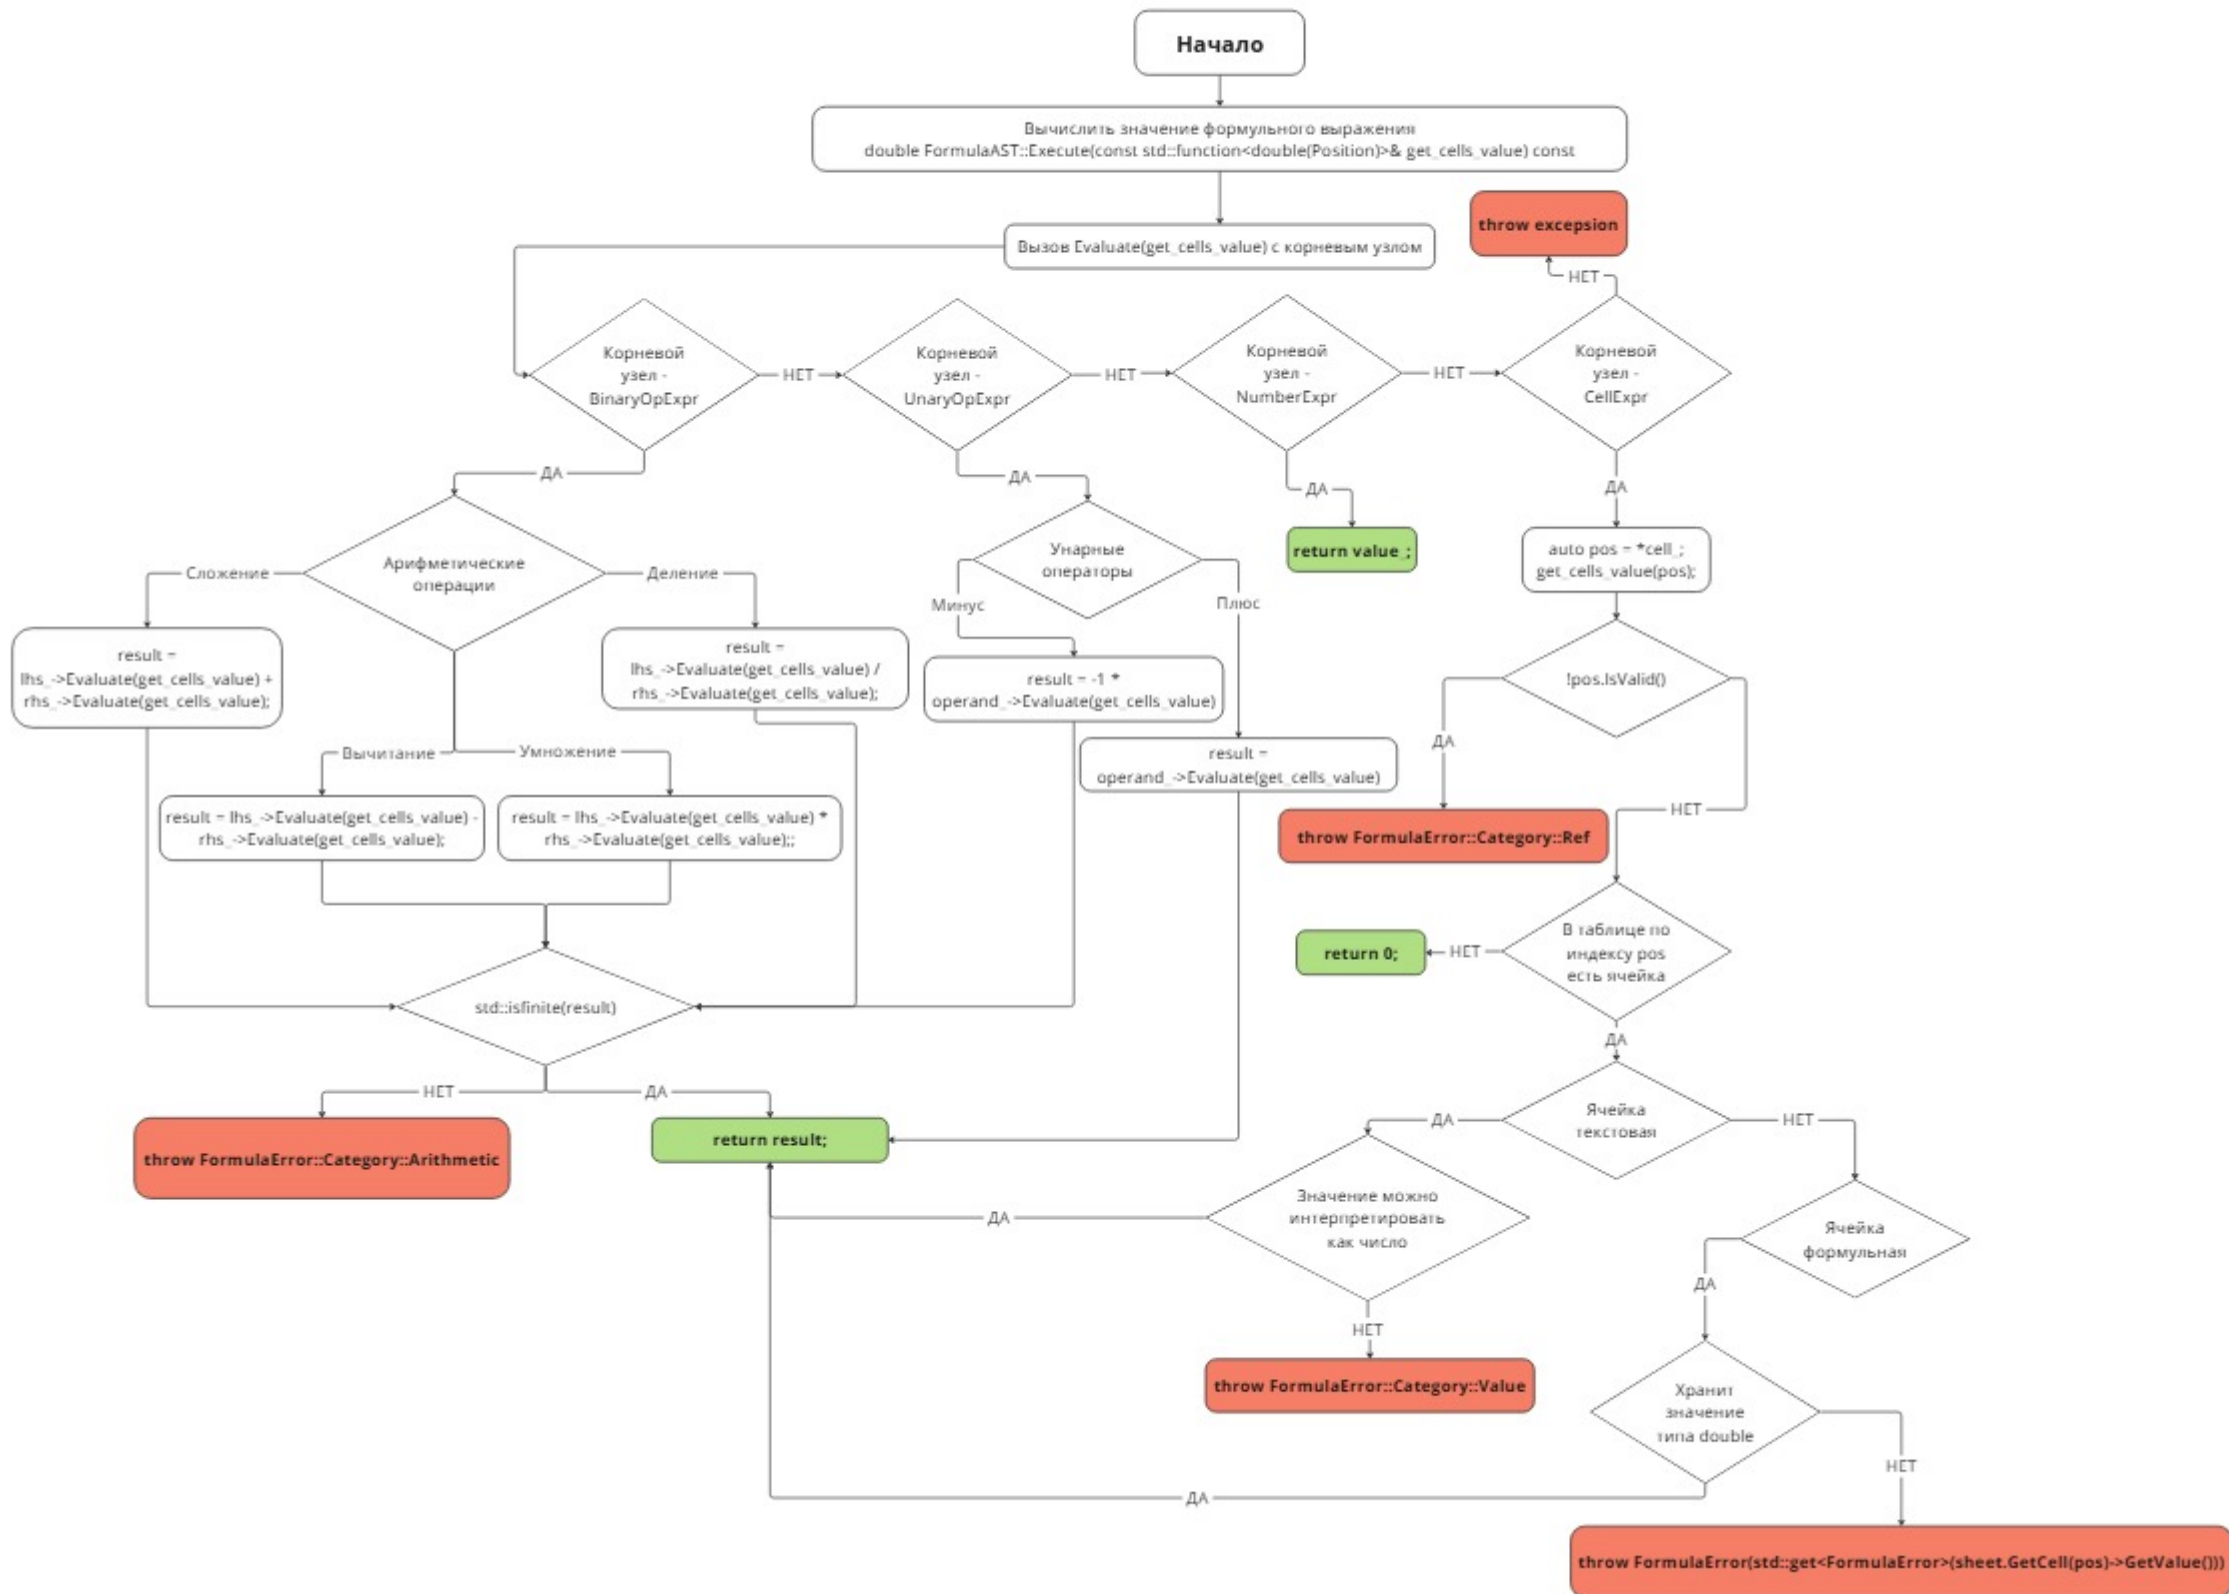 Начало
Вычислить значение формульного выражения
double FormulaAST::Execute(const std::function<double(Position)>& get_cells_value) const
throw excepsion
Вызов Evaluate(get_cells_value) с корневым узлом
НЕТ
Корневой
узел -
BinaryOpExpr
НЕТ
Корневой
узел -
UnaryOpExpr
НЕТ
Корневой
узел -
NumberExpr
НЕТ
Корневой
узел -
CellExpr
ДА
ДА
ДА
ДА
Арифметические
операции
Сложение
Деление
Унарные
операторы
Минус
Плюс
return value_;
auto pos = *cell_;
get_cells_value(pos);
result =
lhs_->Evaluate(get_cells_value) +
rhs_->Evaluate(get_cells_value);
result =
lhs_->Evaluate(get_cells_value) /
rhs_->Evaluate(get_cells_value);
result = -1 *
operand_->Evaluate(get_cells_value)
!pos.IsValid()
Вычитание
Умножение
result =
operand_->Evaluate(get_cells_value)
ДА
НЕТ
result = lhs_->Evaluate(get_cells_value) -
rhs_->Evaluate(get_cells_value);
result = lhs_->Evaluate(get_cells_value) *
rhs_->Evaluate(get_cells_value);;
throw FormulaError::Category::Ref
return 0;
НЕТ
В таблице по
индексу pos
есть ячейка
std::isfinite(result)
ДА
НЕТ
ДА
ДА
Ячейка
текстовая
НЕТ
throw FormulaError::Category::Arithmetic
return result;
Значение можно
интерпретировать
как число
ДА
Ячейка
формульная
ДА
НЕТ
throw FormulaError::Category::Value
Хранит
значение
типа double
НЕТ
ДА
throw FormulaError(std::get<FormulaError>(sheet.GetCell(pos)->GetValue()))